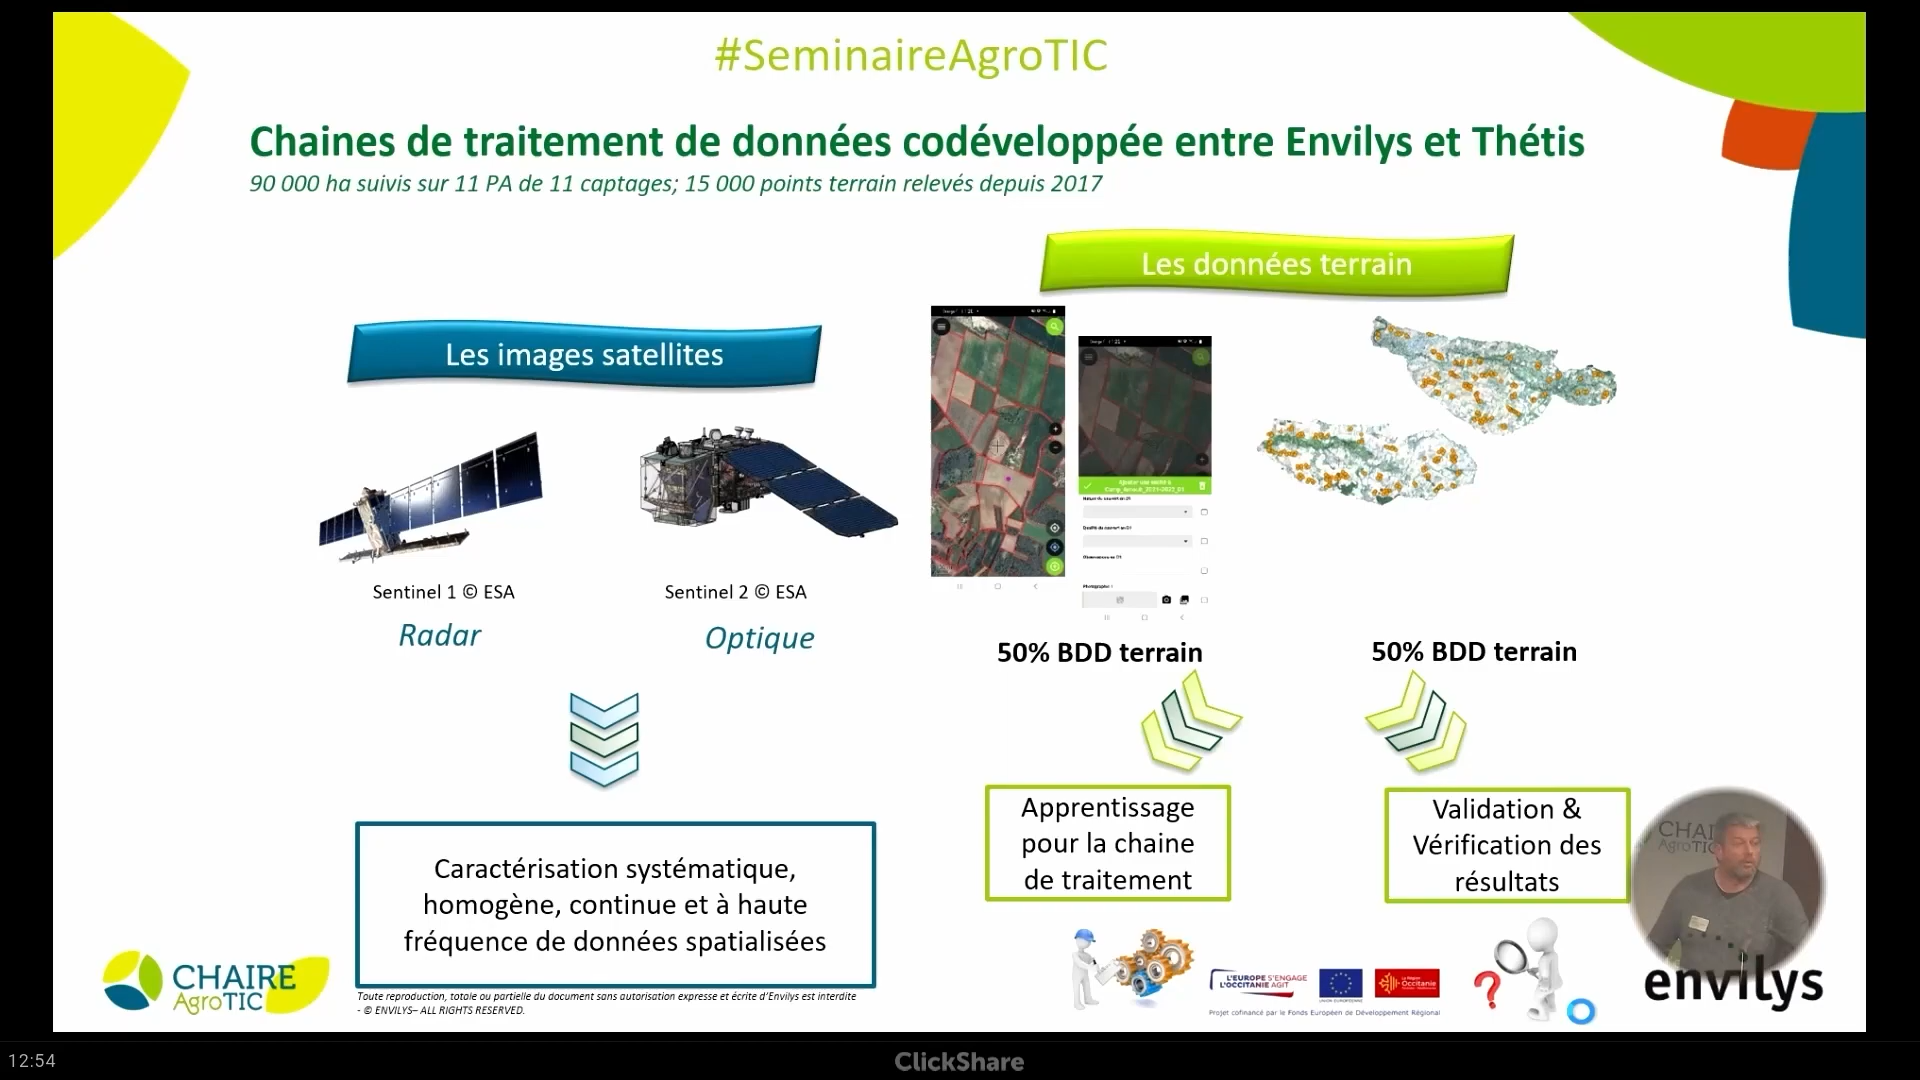 #SeminaireAgroTIC
Chaines de traitement de données codéveloppée entre Envilys et Thétis
90 000 ha suivis sur 11 PA de 11 captages; 15 000 points terrain relevés depuis 2017
Les données terrain
Les images satellites
Sentinel 1 © ESA
Sentinel 2 © ESA
Radar
Optique
50% BDD terrain
50% BDD terrain
Apprentissage
pour la chaine
de traitement
Validation &
Vérification des
résultats
Caractérisation systématique,
homogène, continue et à haute
fréquence de données spatialisées
CHAIRE
AgroTIC
Toute reproduction, totale ou partielle du document sans autorisation expresse et écrite d'Envilys est interdite
- © ENVILYS– ALL RIGHTS RESERVED.
L'EUROPE S'ENGAGE
L'OCCITANIE AGIT
UNION EUROPÉENNE
La Région
Occitanie
Projet cofinancé par le Fonds Européen de Développement Régional
envilys
12:54
ClickShare